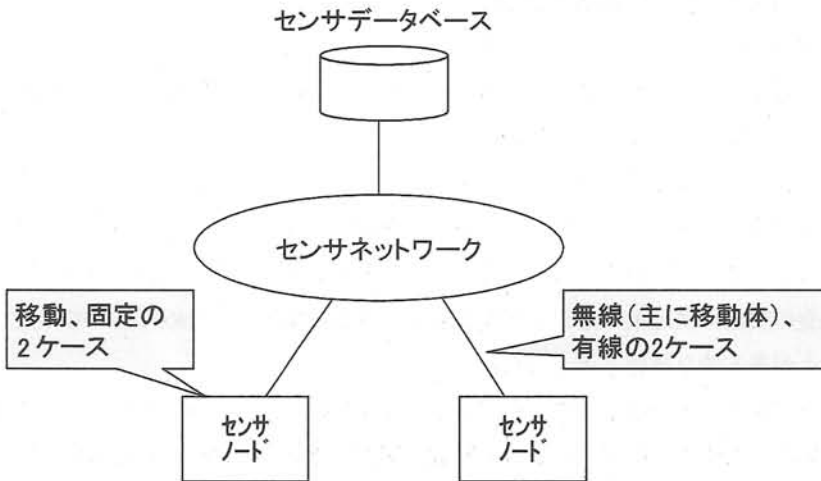 センサデータベース
センサネットワーク
移動、固定の
2ケース
無線(主に移動体)、
有線の2ケース
センサ
ノード
センサ
ノード